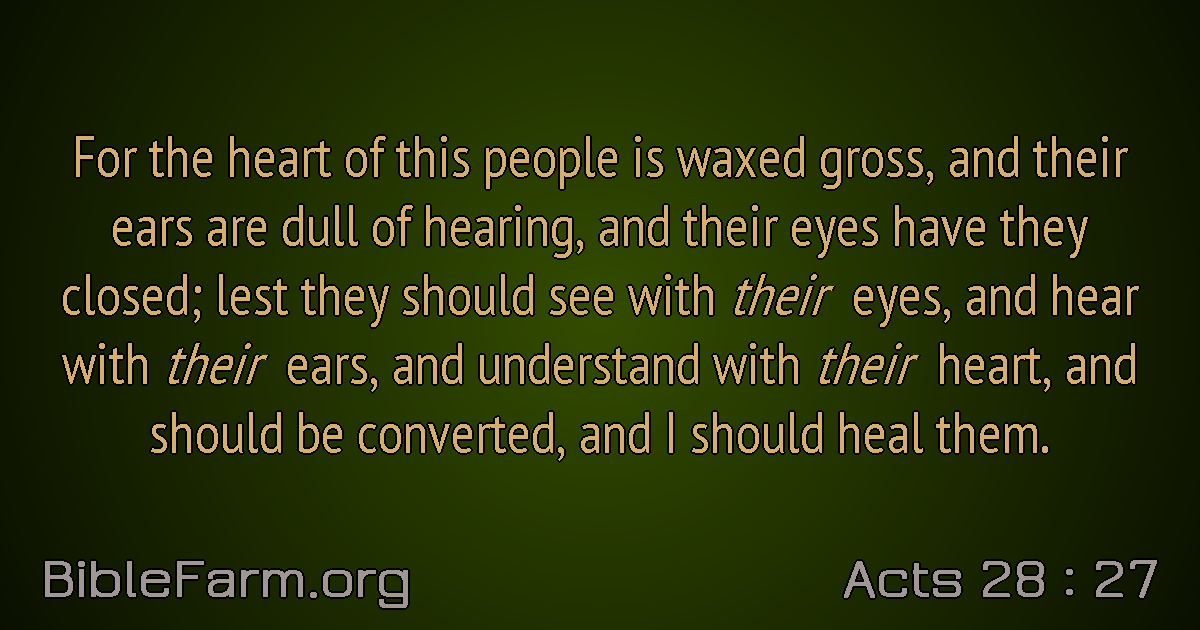 For the heart of this people is waxed gross, and their
ears are dull of hearing, and their eyes have they
closed; lest they should see with their eyes, and hear
with their ears, and understand with their heart, and
should be converted, and I should heal them.
BibleFarm.org
Acts 28 : 27